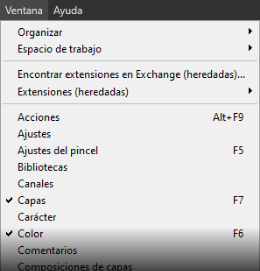 Ventana Ayuda
Organizar
Espacio de trabajo
Encontrar extensiones en Exchange (heredadas)...
Extensiones (heredadas)
Acciones Alt+F9
Ajustes
Ajustes del pincel F5
Bibliotecas
Canales
Capas F7
Carácter
Color F6
Comentarios
Composiciones de capas